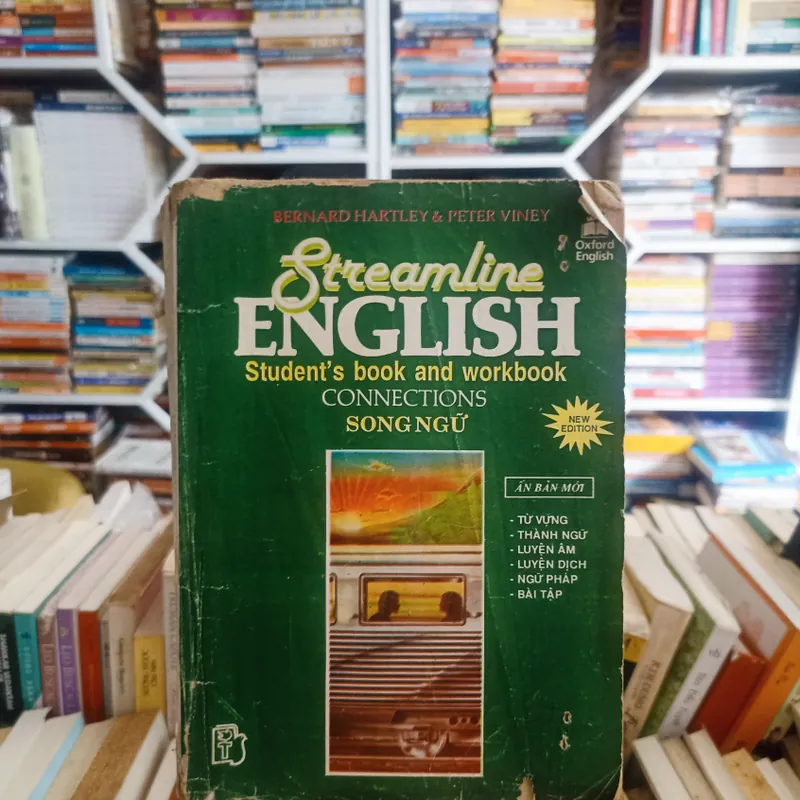 BERNARD HARTLEY & PETER VINEY
Oxford
English
Streamline
ENGLISH
Student's book and workbook
CONNECTIONS
SONG NGỮ
NEW
EDITION
ẤN BẢN MỚI
- TỪ VỰNG
- THÀNH NGỮ
- LUYỆN ÂM
- LUYỆN DỊCH
- NGỮ PHÁP
- BÀI TẬP